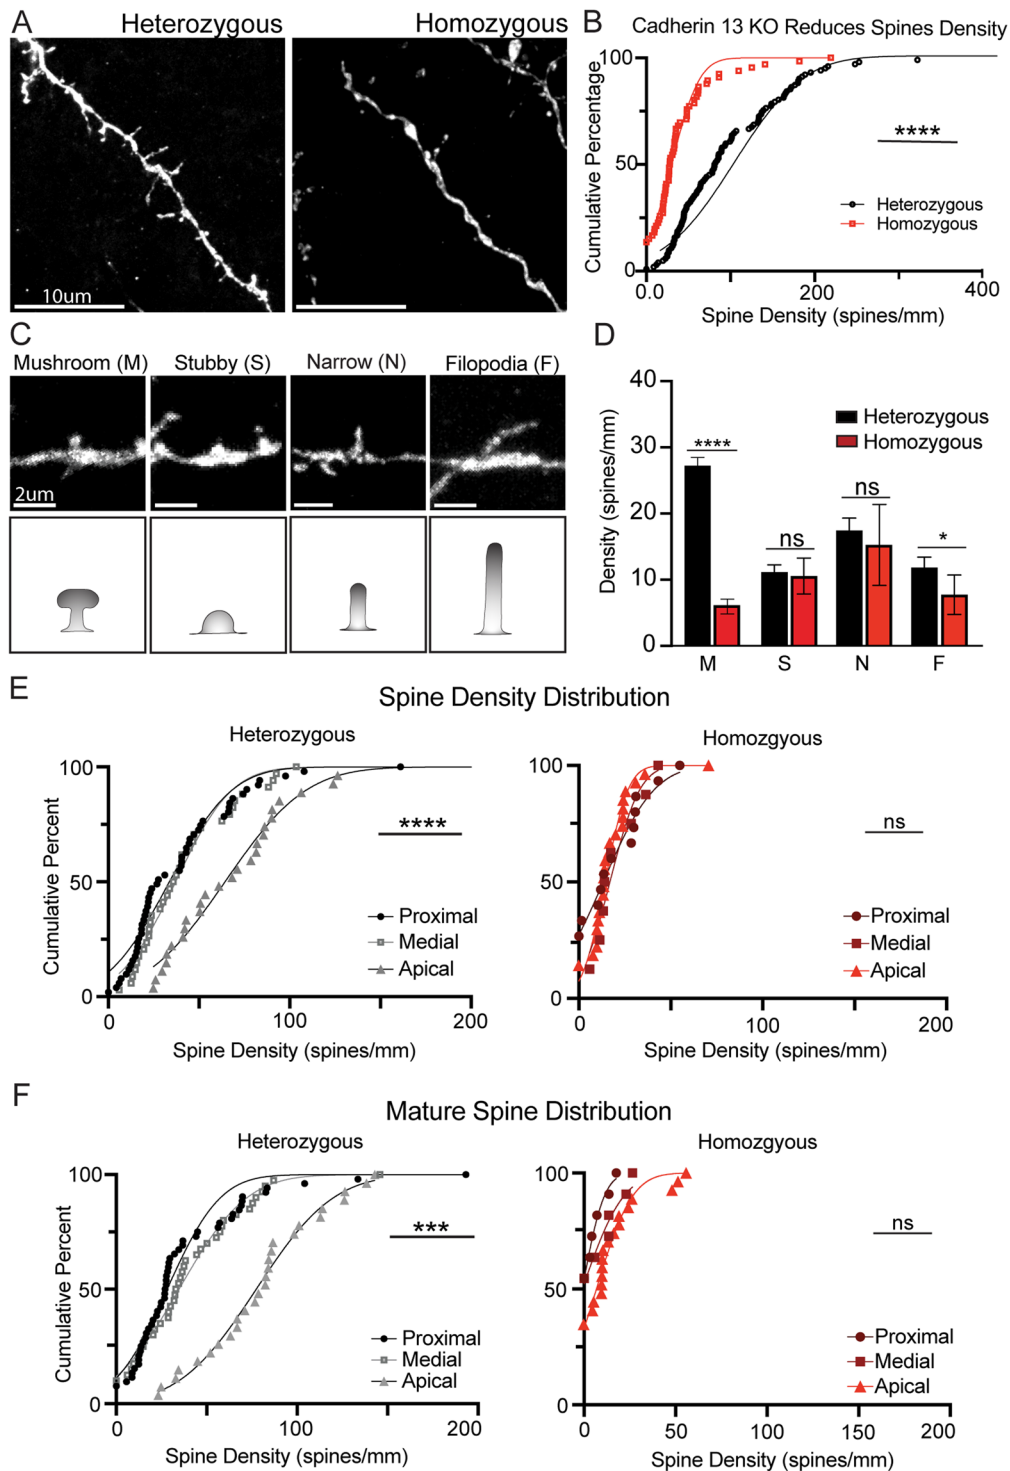 A
Heterozygous
Homozygous
10um
B
Cadherin 13 KO Reduces Spines Density
Cumulative Percentage
100
50
0
0.0
200
400
Spine Density (spines/mm)
****
Heterozygous
Homozygous
C
Mushroom (M)
Stubby (S)
Narrow (N)
Filopodia (F)
2um
D
Density (spines/mm)
40
30
20
10
0
****
ns
ns
*
Heterozygous
Homozygous
M
S
N
F
E
Spine Density Distribution
Heterozygous
Cumulative Percent
100
50
0
0
100
200
Spine Density (spines/mm)
****
Proximal
Medial
Apical
Homozgyous
100
50
0
0
100
200
Spine Density (spines/mm)
ns
Proximal
Medial
Apical
F
Mature Spine Distribution
Heterozygous
Cumulative Percent
100
50
0
0
100
200
Spine Density (spines/mm)
***
Proximal
Medial
Apical
Homozgyous
100
50
0
0
50
100
150
200
Spine Density (spines/mm)
ns
Proximal
Medial
Apical